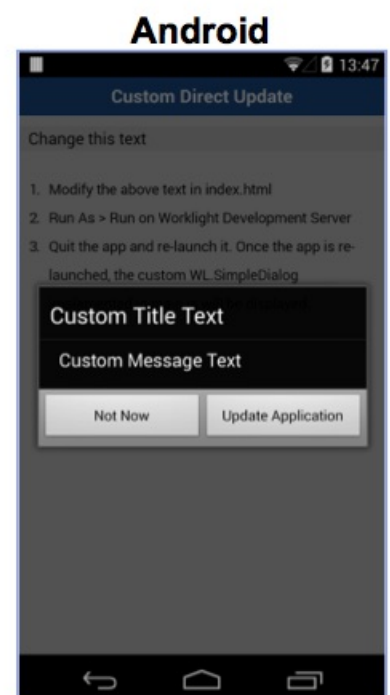 Android
13:47
Custom Direct Update
Change this text
1. Modify the above text in index.html
2. Run As > Run on Worklight Development Server
3. Quit the app and re-launch it. Once the app is re-
launched, the custom WL.SimpleDialog
Custom Title Text
Custom Message Text
Not Now
Update Application